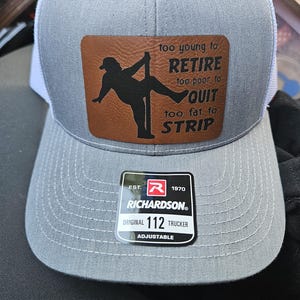 too young to
RETIRE
too poor to
QUIT
too fat to
STRIP
EST. R 1970
RICHARDSON®
ORIGINAL 112 TRUCKER
ADJUSTABLE